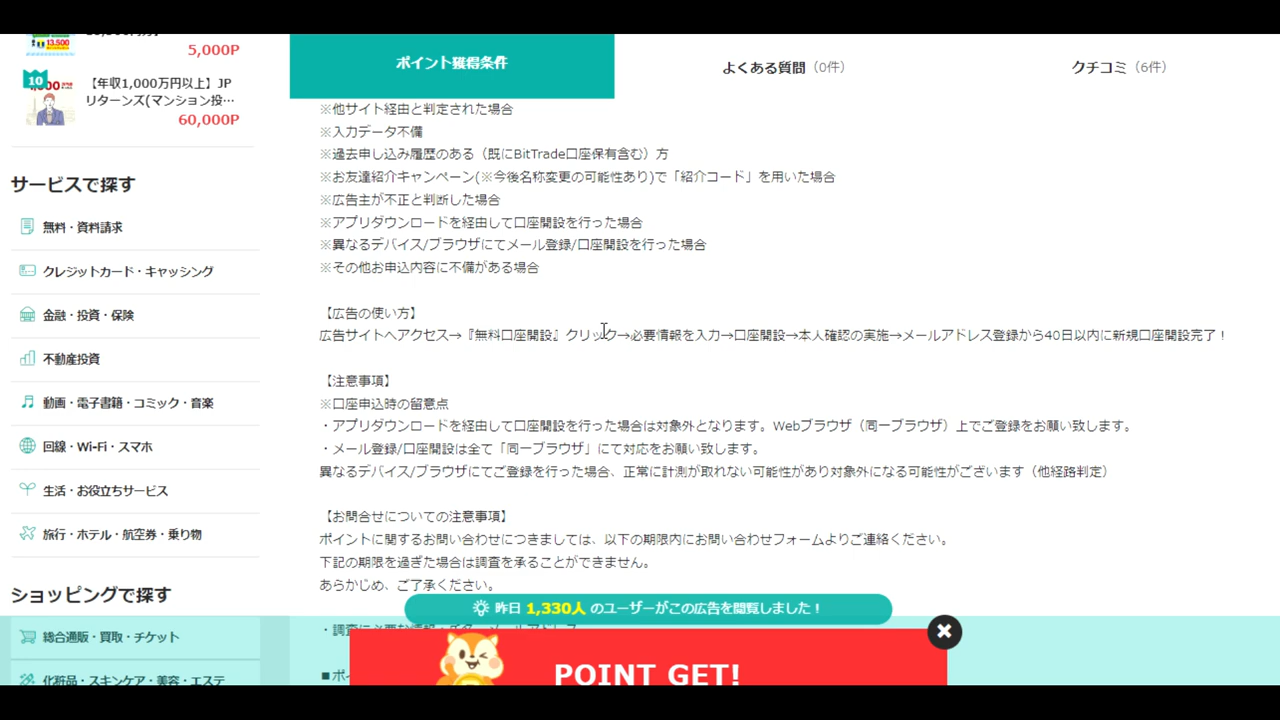 13,500
5,000P
10
【年収1,000万円以上】JP
リターンズ(マンション投…
60,000P
サービスで探す
無料・資料請求
クレジットカード・キャッシング
金融・投資・保険
不動産投資
動画・電子書籍・コミック・音楽
回線・Wi-Fi・スマホ
生活・お役立ちサービス
旅行・ホテル・航空券・乗り物
ショッピングで探す
総合通販・買取・チケット
化粧品・スキンケア・美容・エステ
ポイント獲得条件
よくある質問（0件）
クチコミ（6件）
※他サイト経由と判定された場合
※入力データ不備
※過去申し込み履歴のある（既にBitTrade口座保有含む）方
※お友達紹介キャンペーン(※今後名称変更の可能性あり)で「紹介コード」を用いた場合
※広告主が不正と判断した場合
※アプリダウンロードを経由して口座開設を行った場合
※異なるデバイス/ブラウザにてメール登録/口座開設を行った場合
※その他お申込内容に不備がある場合
【広告の使い方】
広告サイトへアクセス→『無料口座開設』クリック→必要情報を入力→口座開設→本人確認の実施→メールアドレス登録から40日以内に新規口座開設完了！
【注意事項】
※口座申込時の留意点
・アプリダウンロードを経由して口座開設を行った場合は対象外となります。Webブラウザ（同一ブラウザ）上でご登録をお願い致します。
・メール登録/口座開設は全て「同一ブラウザ」にて対応をお願い致します。
異なるデバイス/ブラウザにてご登録を行った場合、正常に計測が取れない可能性があり対象外になる可能性がございます（他経路判定）
【お問合せについての注意事項】
ポイントに関するお問い合わせにつきましては、以下の期限内にお問い合わせフォームよりご連絡ください。
下記の期限を過ぎた場合は調査を承ることができません。
あらかじめ、ご了承ください。
昨日 1,330人 のユーザーがこの広告を閲覧しました！
■ポ
POINT GET!